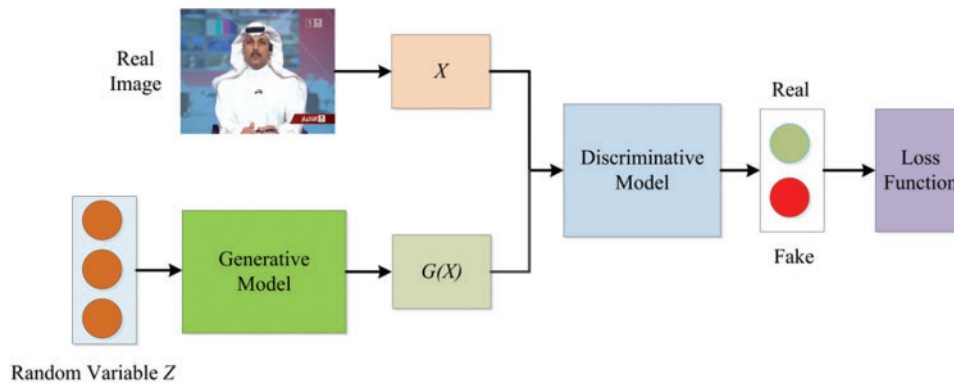 Real
Image
X
Discriminative
Model
Real
Fake
Loss
Function
Generative
Model
G(X)
Random Variable Z